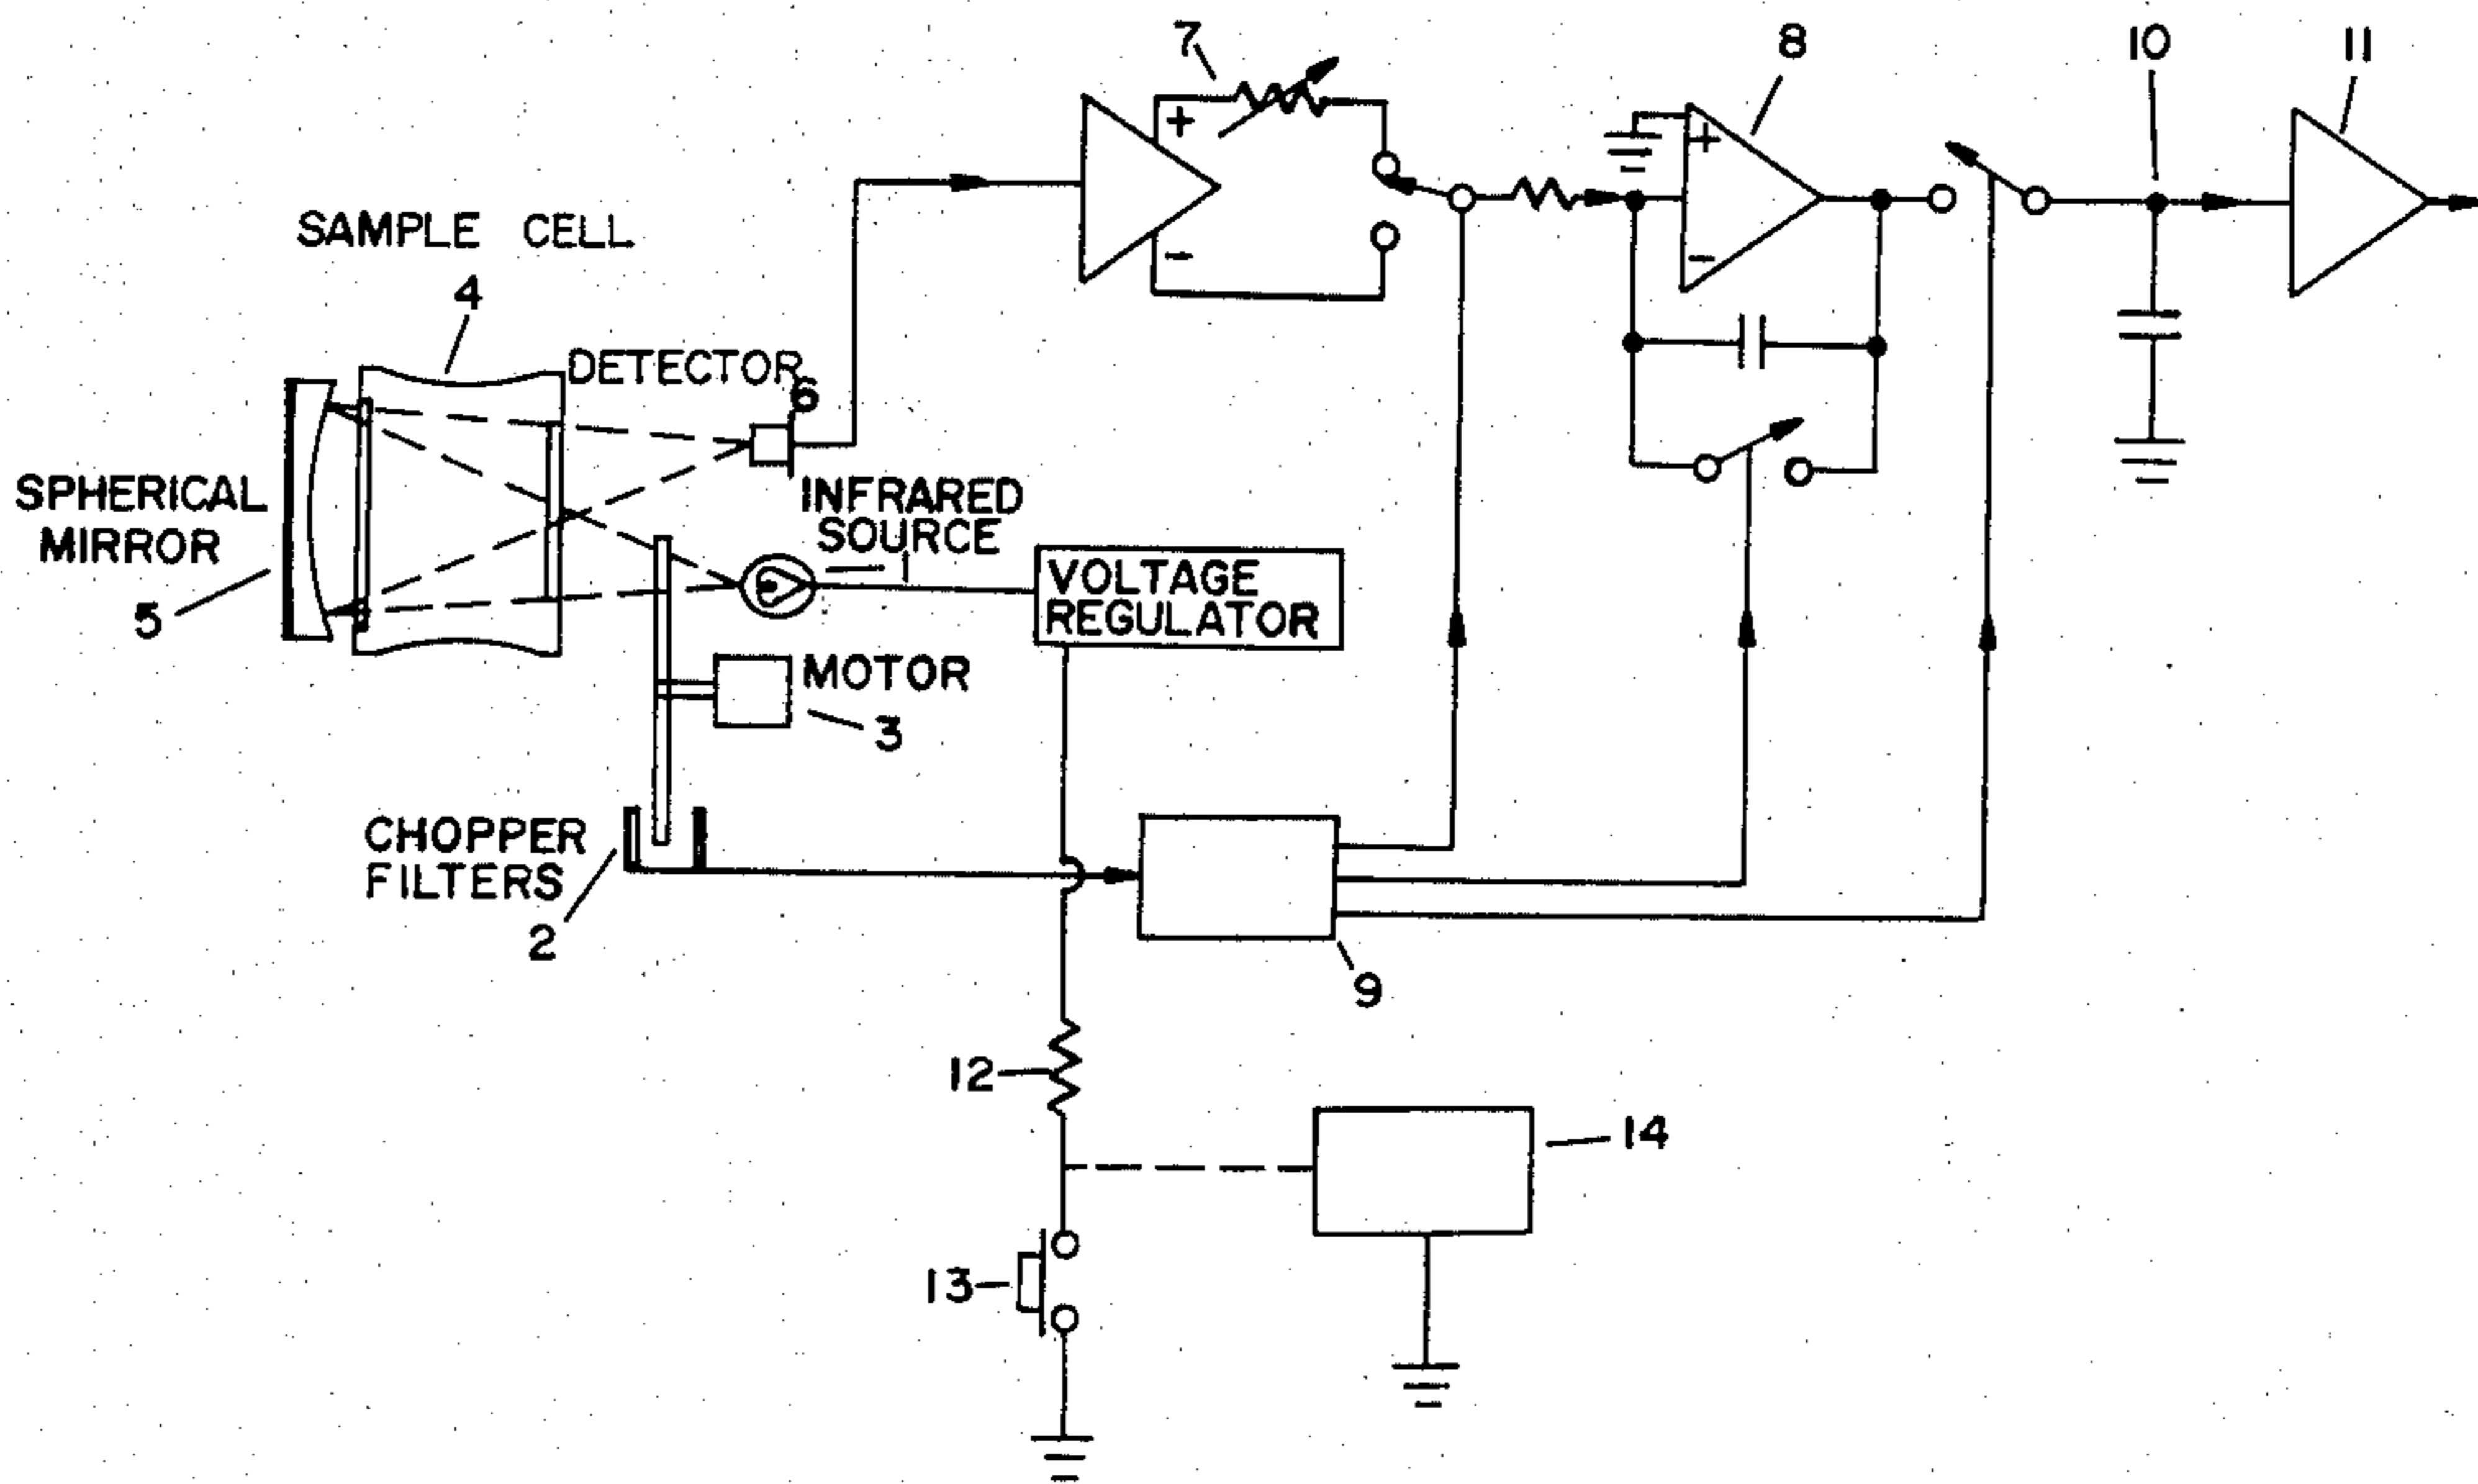 7
8
10
11
+
-
+
-
SAMPLE CELL
4
DETECTOR
6
SPHERICAL
MIRROR
5
INFRARED
SOURCE
1
VOLTAGE
REGULATOR
MOTOR
3
CHOPPER
FILTERS
2
9
12
14
13